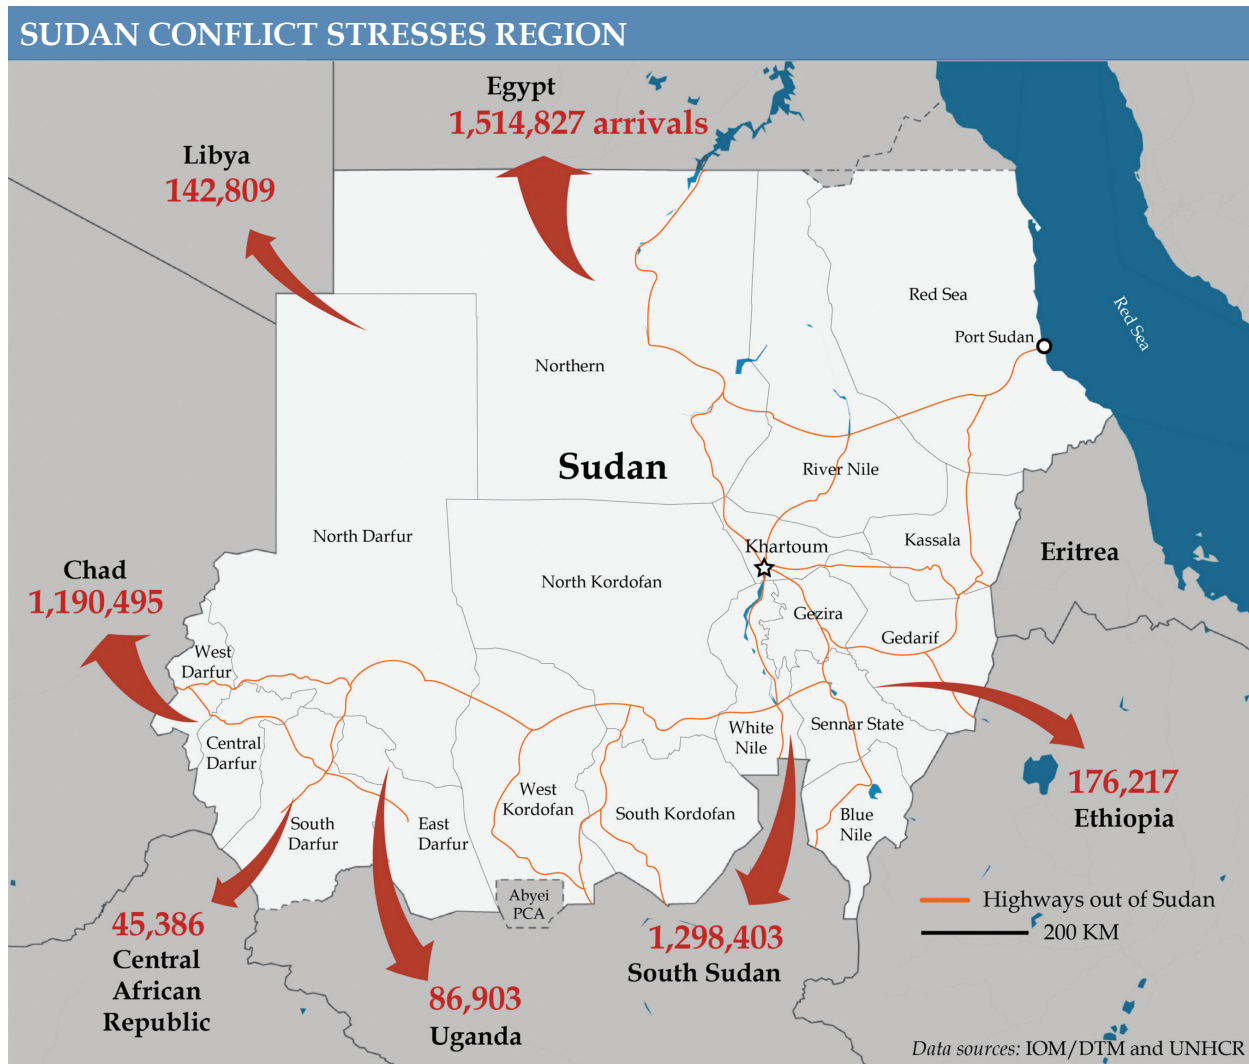 SUDAN CONFLICT STRESSES REGION
Egypt
1,514,827 arrivals
Libya
142,809
Red Sea
Port Sudan
Red Sea
Northern
Sudan
River Nile
North Darfur
Khartoum
Kassala
Eritrea
North Kordofan
Chad
1,190,495
Gezira
Gedarif
West
Darfur
White
Nile
Sennar State
Central
Darfur
176,217
Ethiopia
West
Kordofan
South Kordofan
Blue
Nile
South
Darfur
East
Darfur
Abyei
PCA
Highways out of Sudan
200 KM
45,386
Central
African
Republic
1,298,403
South Sudan
86,903
Uganda
Data sources: IOM/DTM and UNHCR